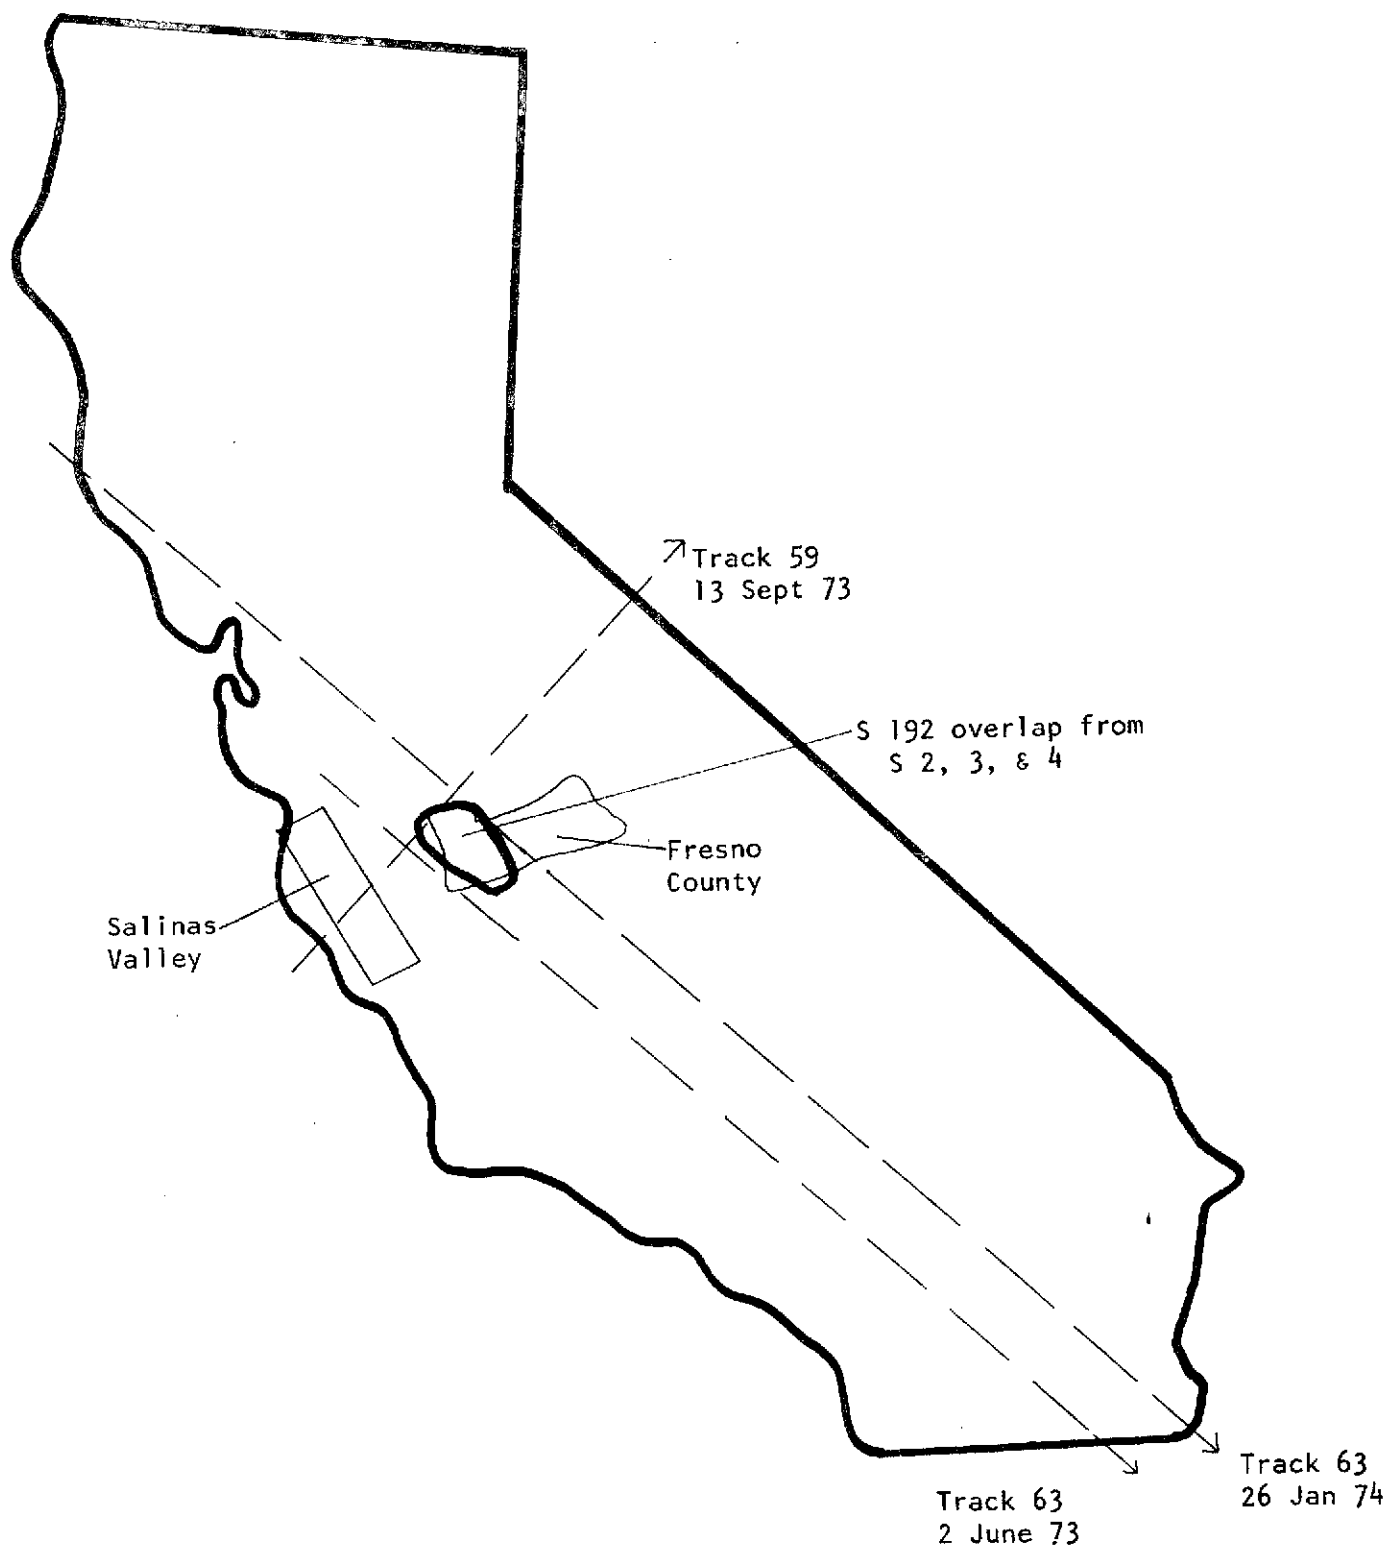 Track 59
13 Sept 73
S 192 overlap from
S 2, 3, & 4
Fresno
County
Salinas
Valley
Track 63
26 Jan 74
Track 63
2 June 73